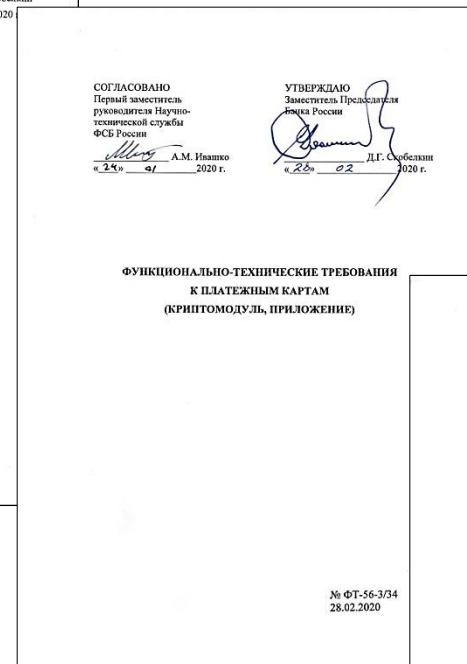 СОГЛАСОВАНО
Первый заместитель
руководителя Научно-
технической службы
ФСБ России
А.М. Ивашко
«24» 01 2020 г.
УТВЕРЖДАЮ
Заместитель Председателя
Банка России
Д.Г. Скобелкин
«28» 02 2020 г.
ФУНКЦИОНАЛЬНО-ТЕХНИЧЕСКИЕ ТРЕБОВАНИЯ
К ПЛАТЕЖНЫМ КАРТАМ
(КРИПТОМОДУЛЬ, ПРИЛОЖЕНИЕ)
№ ФТ-56-3/34
28.02.2020